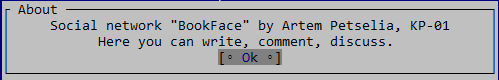 About
Social network "BookFace" by Artem Petselia, KP-01
Here you can write, comment, discuss.
[◦ Ok ◦]